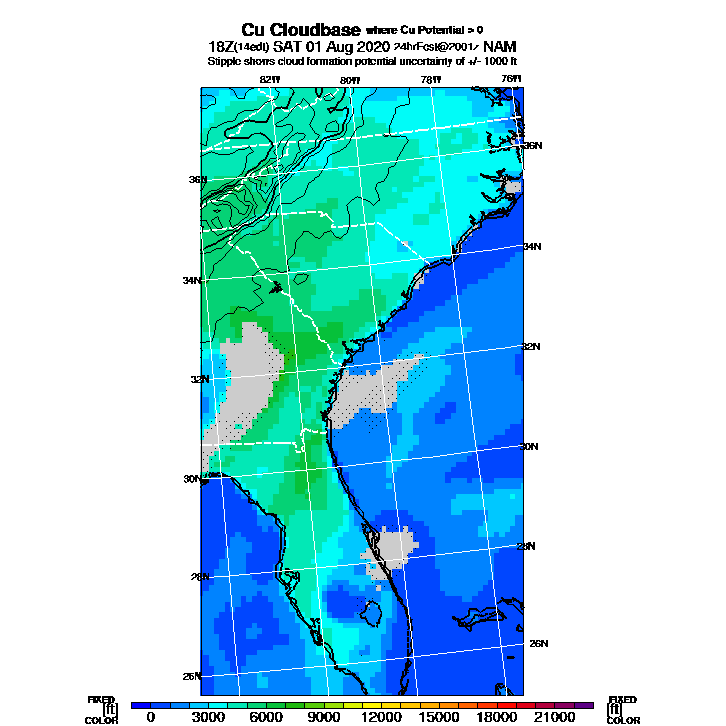 Cu Cloudbase where Cu Potential > 0
18Z(14edt) SAT 01 Aug 2020 24hrFcst@2001z NAM
Stipple shows cloud formation potential uncertainty of +/- 1000 ft
82W 80W 78W 76W
36N
36N
34N
34N
32N
32N
30N
30N
28N
28N
26N
26N
FIXED FIXED
[ft] [ft]
COLOR 0 3000 6000 9000 12000 15000 18000 21000 COLOR